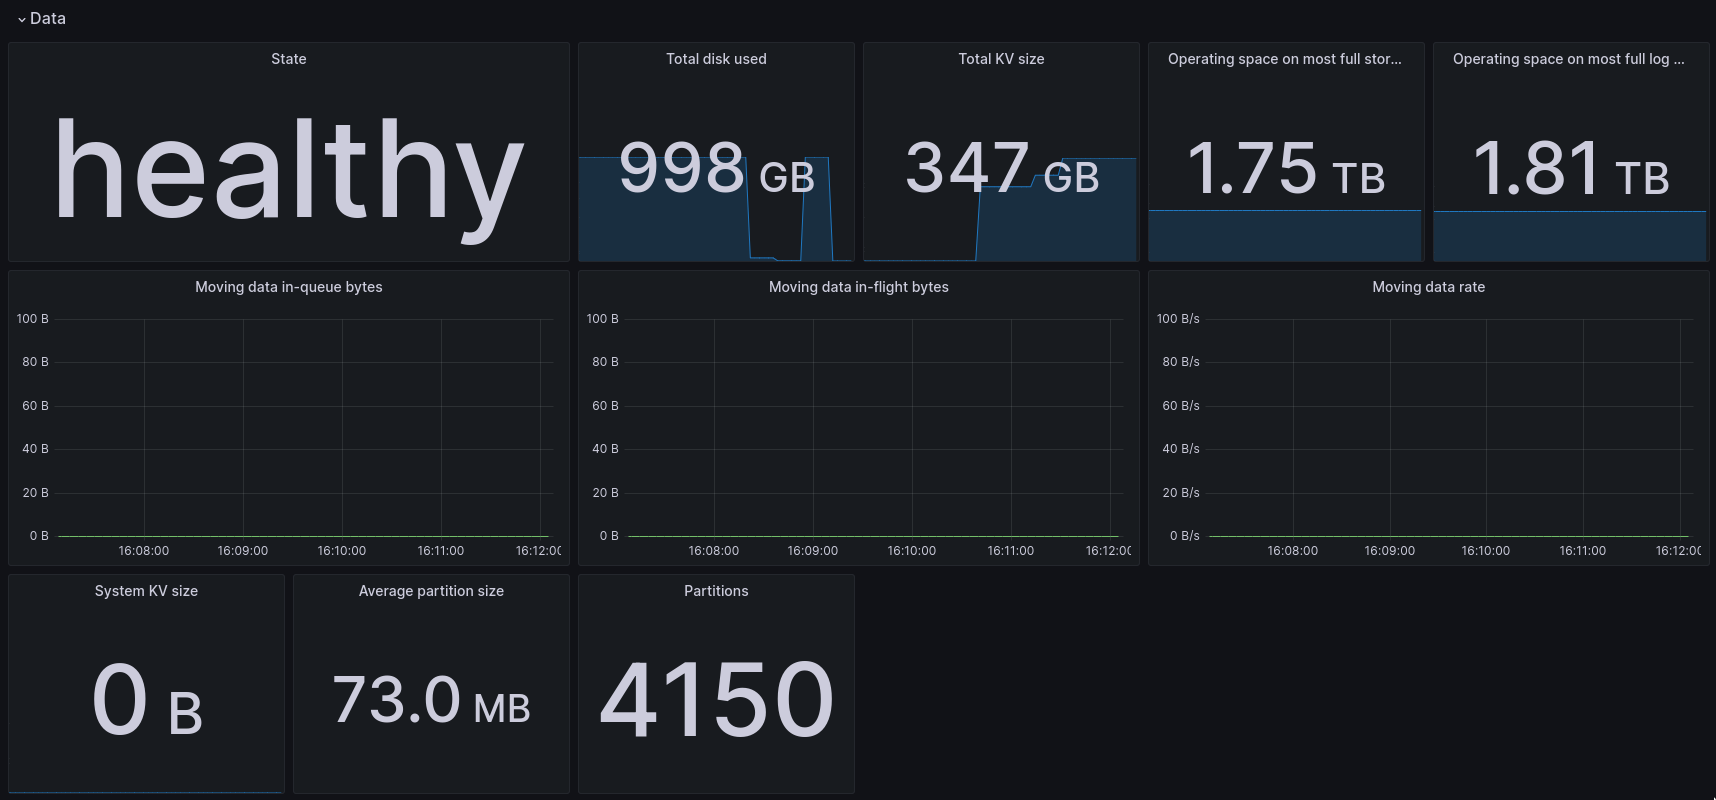 Data
State
healthy
Total disk used
998 GB
Total KV size
347 GB
Operating space on most full stor...
1.75 TB
Operating space on most full log ...
1.81 TB
Moving data in-queue bytes
100 B
80 B
60 B
40 B
20 B
0 B
16:08:00 16:09:00 16:10:00 16:11:00 16:12:00
Moving data in-flight bytes
100 B
80 B
60 B
40 B
20 B
0 B
16:08:00 16:09:00 16:10:00 16:11:00 16:12:00
Moving data rate
100 B/s
80 B/s
60 B/s
40 B/s
20 B/s
0 B/s
16:08:00 16:09:00 16:10:00 16:11:00 16:12:00
System KV size
0 B
Average partition size
73.0 MB
Partitions
4150